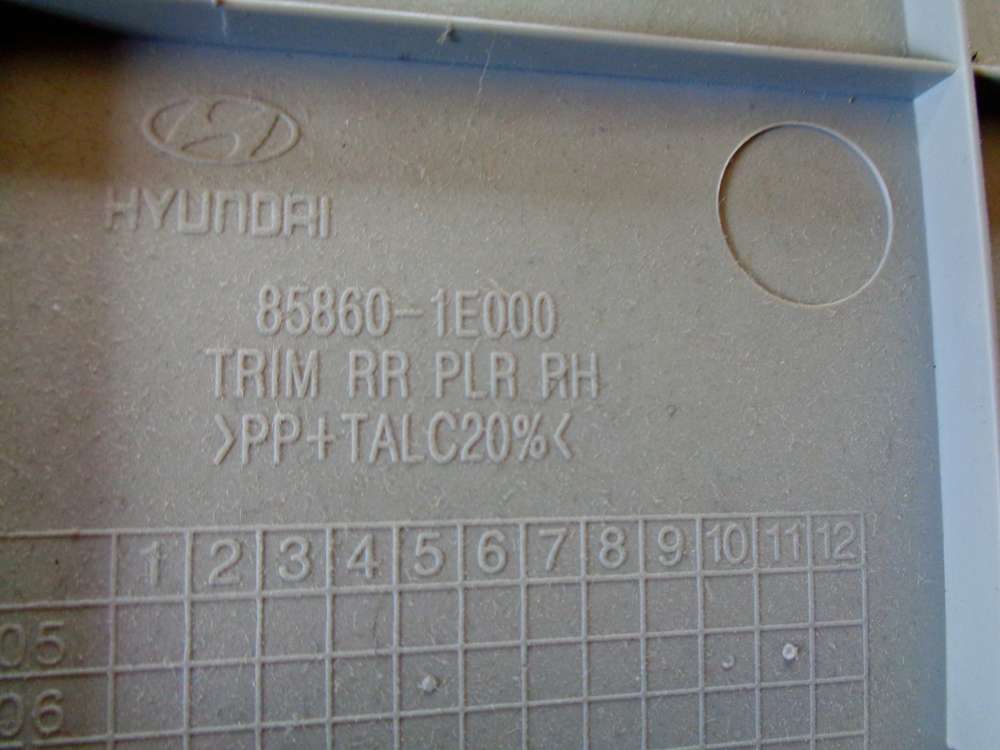 HYUNDAI
85860-1E000
TRIM RR PLR RH
>PP+TALC20%<
1 2 3 4 5 6 7 8 9 10 11 12
05
06